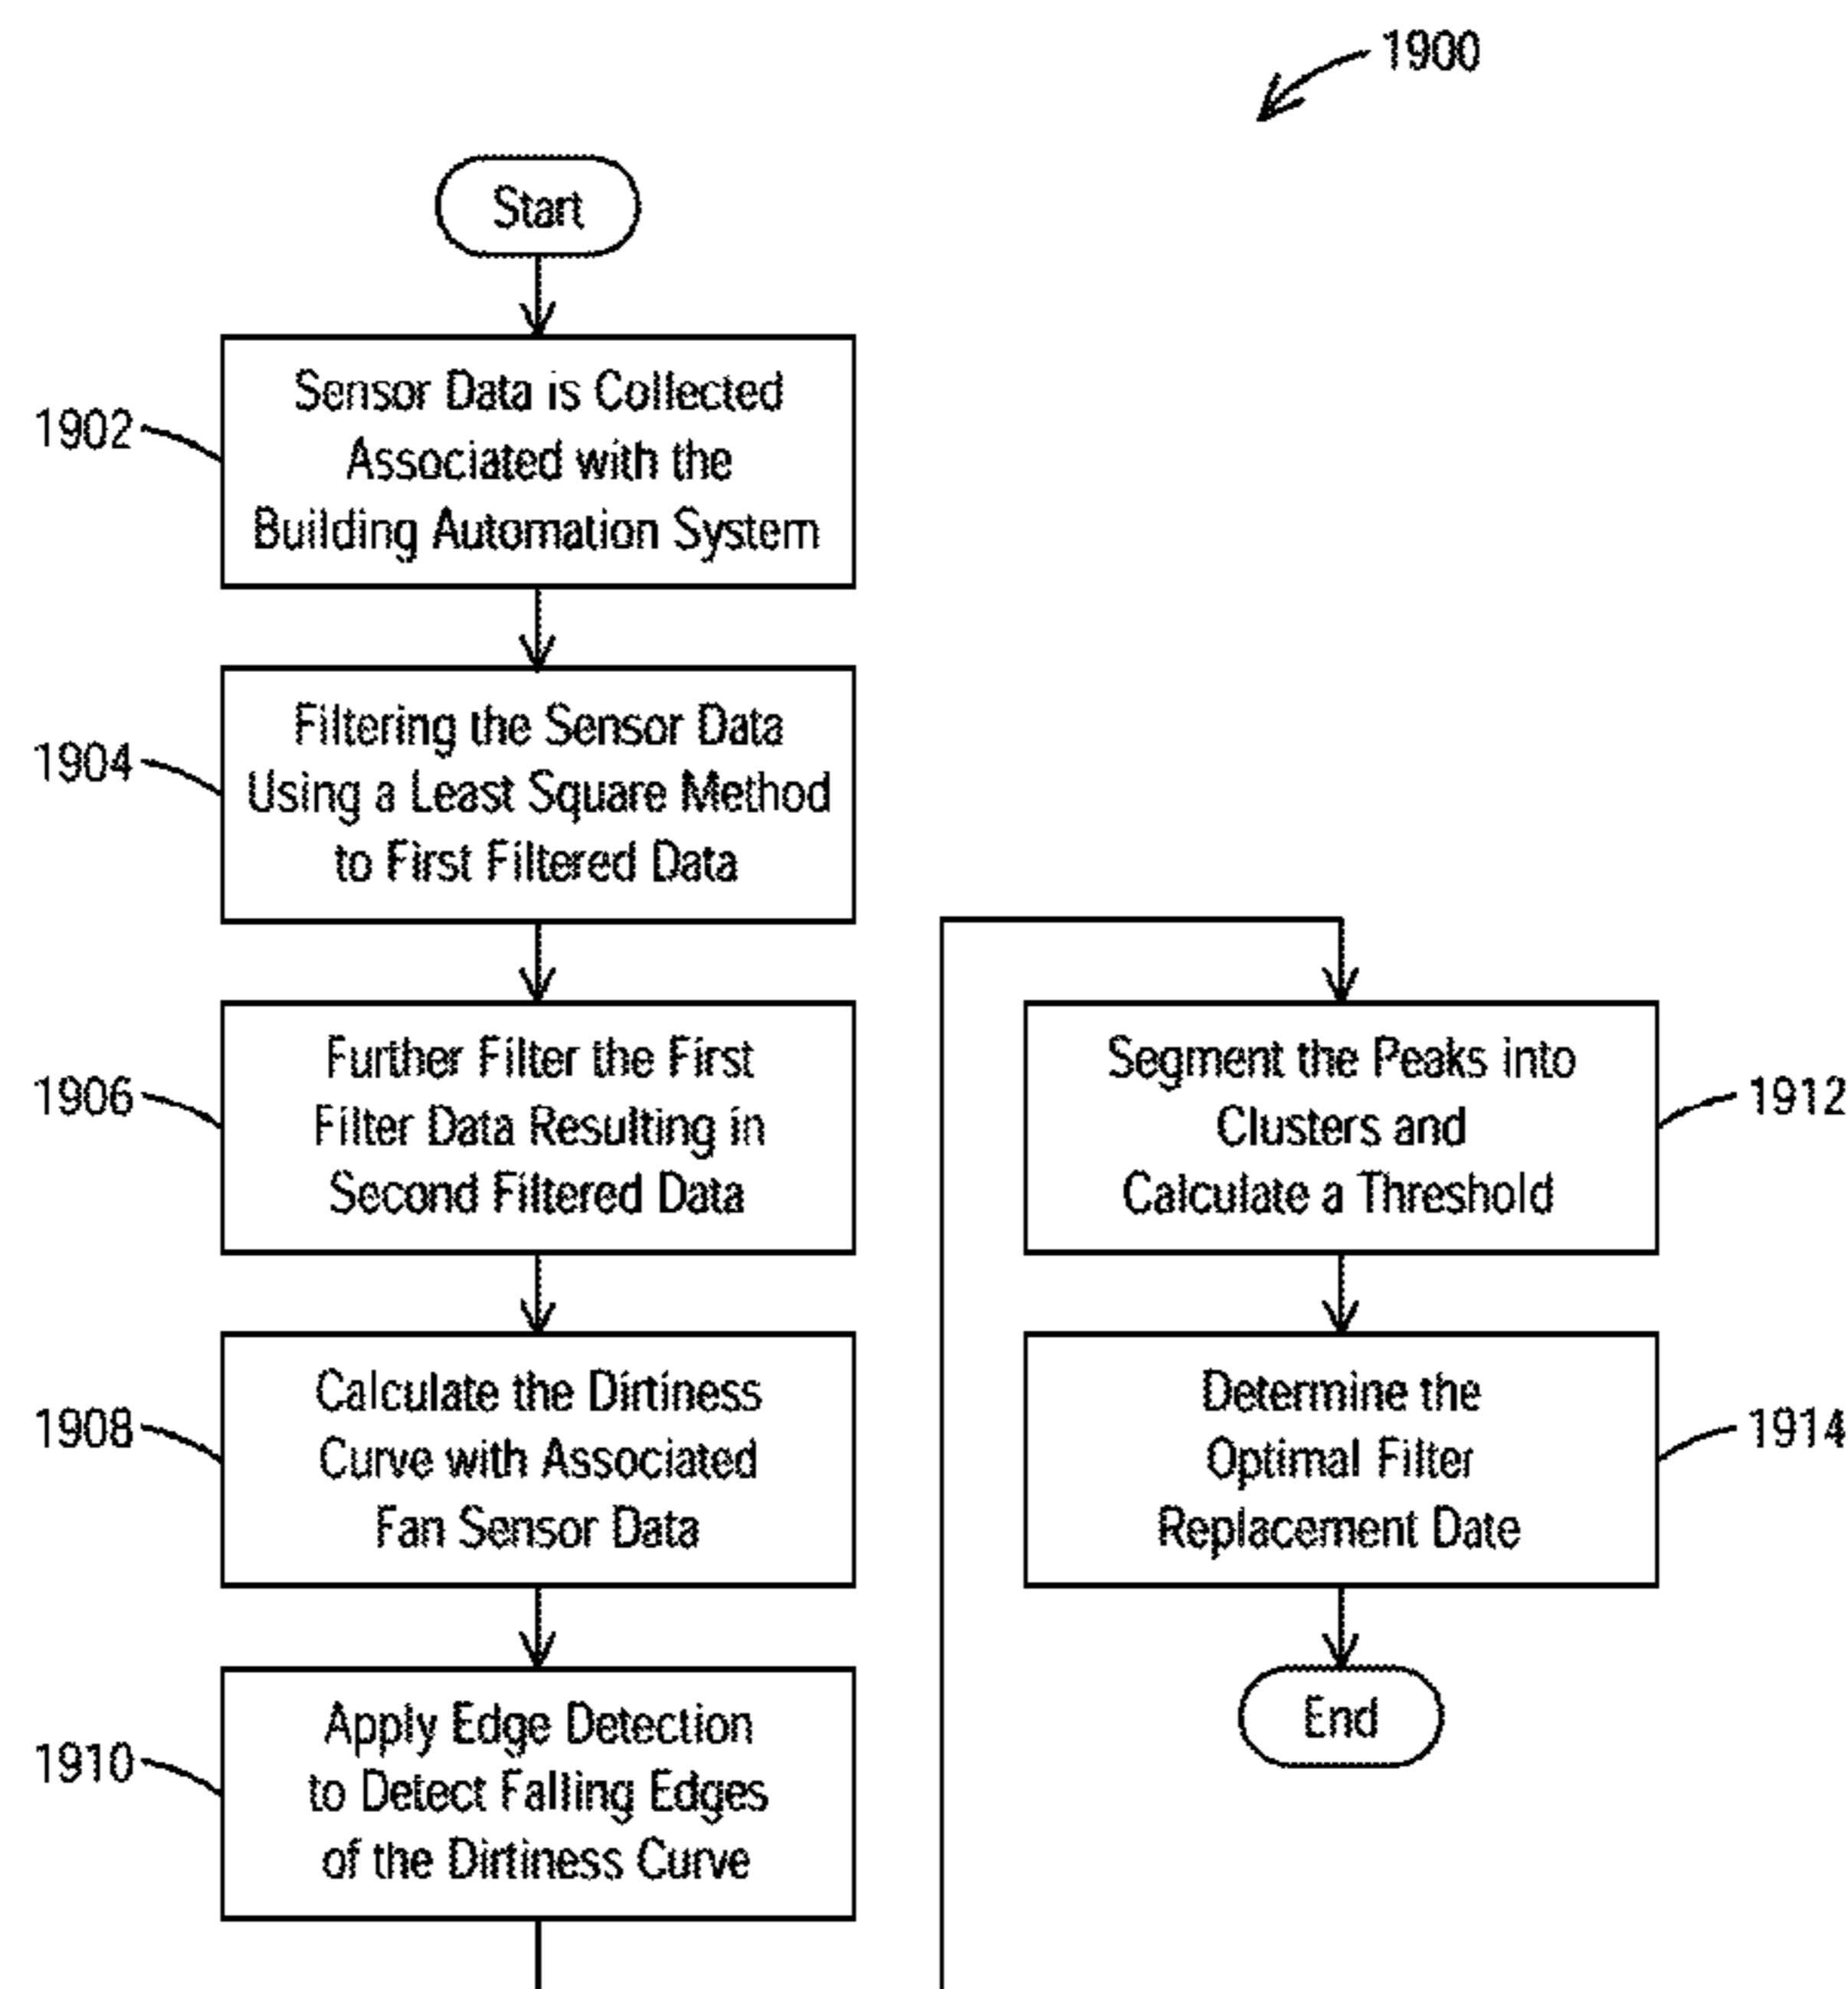 1900
Start
1902
Sensor Data is Collected
Associated with the
Building Automation System
1904
Filtering the Sensor Data
Using a Least Square Method
to First Filtered Data
1906
Further Filter the First
Filter Data Resulting in
Second Filtered Data
1908
Calculate the Dirtiness
Curve with Associated
Fan Sensor Data
1910
Apply Edge Detection
to Detect Falling Edges
of the Dirtiness Curve
Segment the Peaks into
Clusters and
Calculate a Threshold
1912
Determine the
Optimal Filter
Replacement Date
1914
End